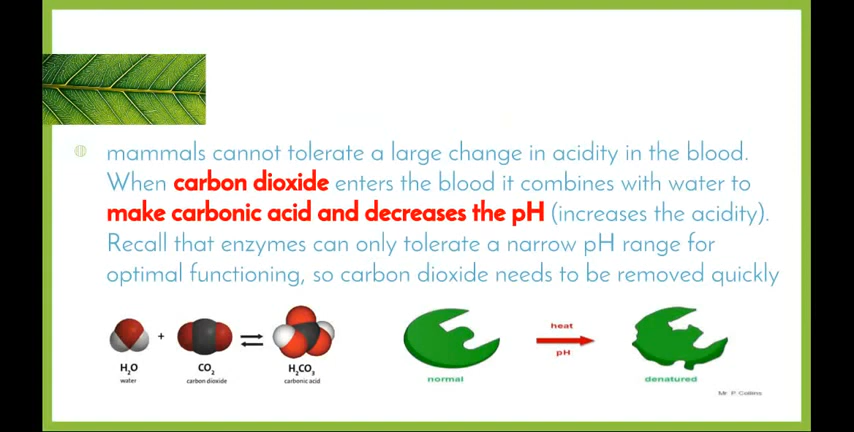 mammals cannot tolerate a large change in acidity in the blood.
When carbon dioxide enters the blood it combines with water to
make carbonic acid and decreases the pH (increases the acidity).
Recall that enzymes can only tolerate a narrow pH range for
optimal functioning, so carbon dioxide needs to be removed quickly
+
H₂O
water
CO₂
carbon dioxide
H₂CO₃
carbonic acid
normal
heat
pH
denatured
Mr. P. Collins